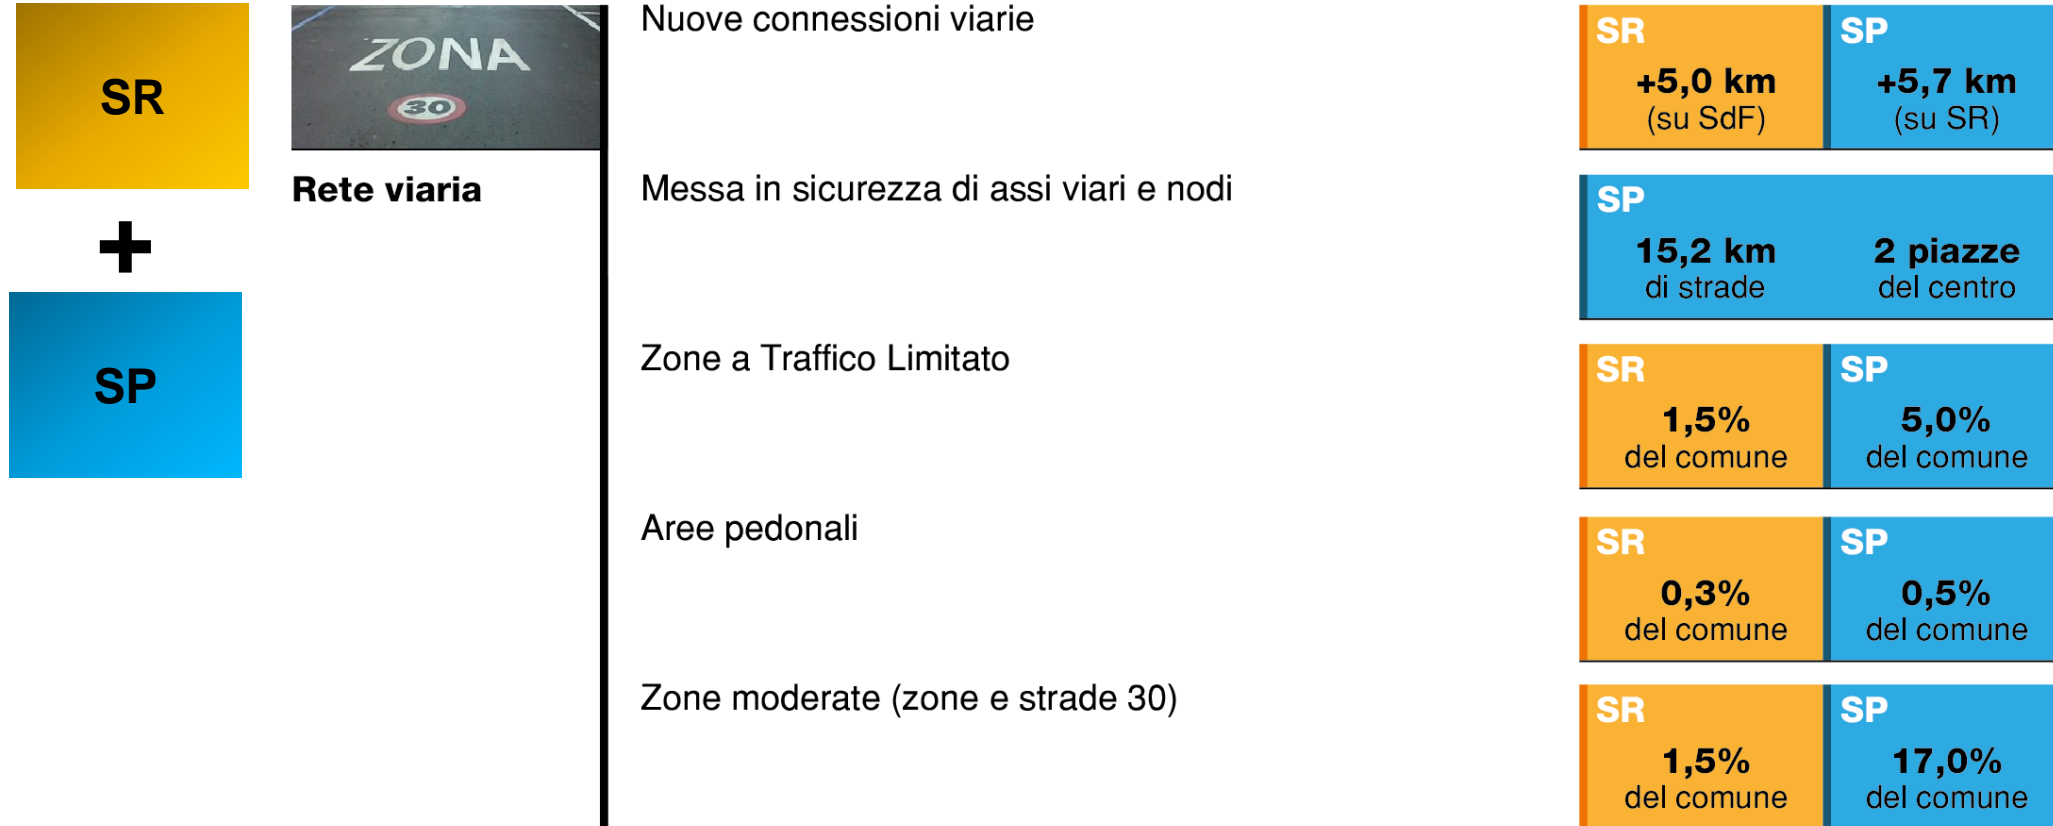 SR
+
SP
ZONA
30
Rete viaria
Nuove connessioni viarie
SR
+5,0 km
(su SdF)
SP
+5,7 km
(su SR)
Messa in sicurezza di assi viari e nodi
SP
15,2 km
di strade
2 piazze
del centro
Zone a Traffico Limitato
SR
1,5%
del comune
SP
5,0%
del comune
Aree pedonali
SR
0,3%
del comune
SP
0,5%
del comune
Zone moderate (zone e strade 30)
SR
1,5%
del comune
SP
17,0%
del comune